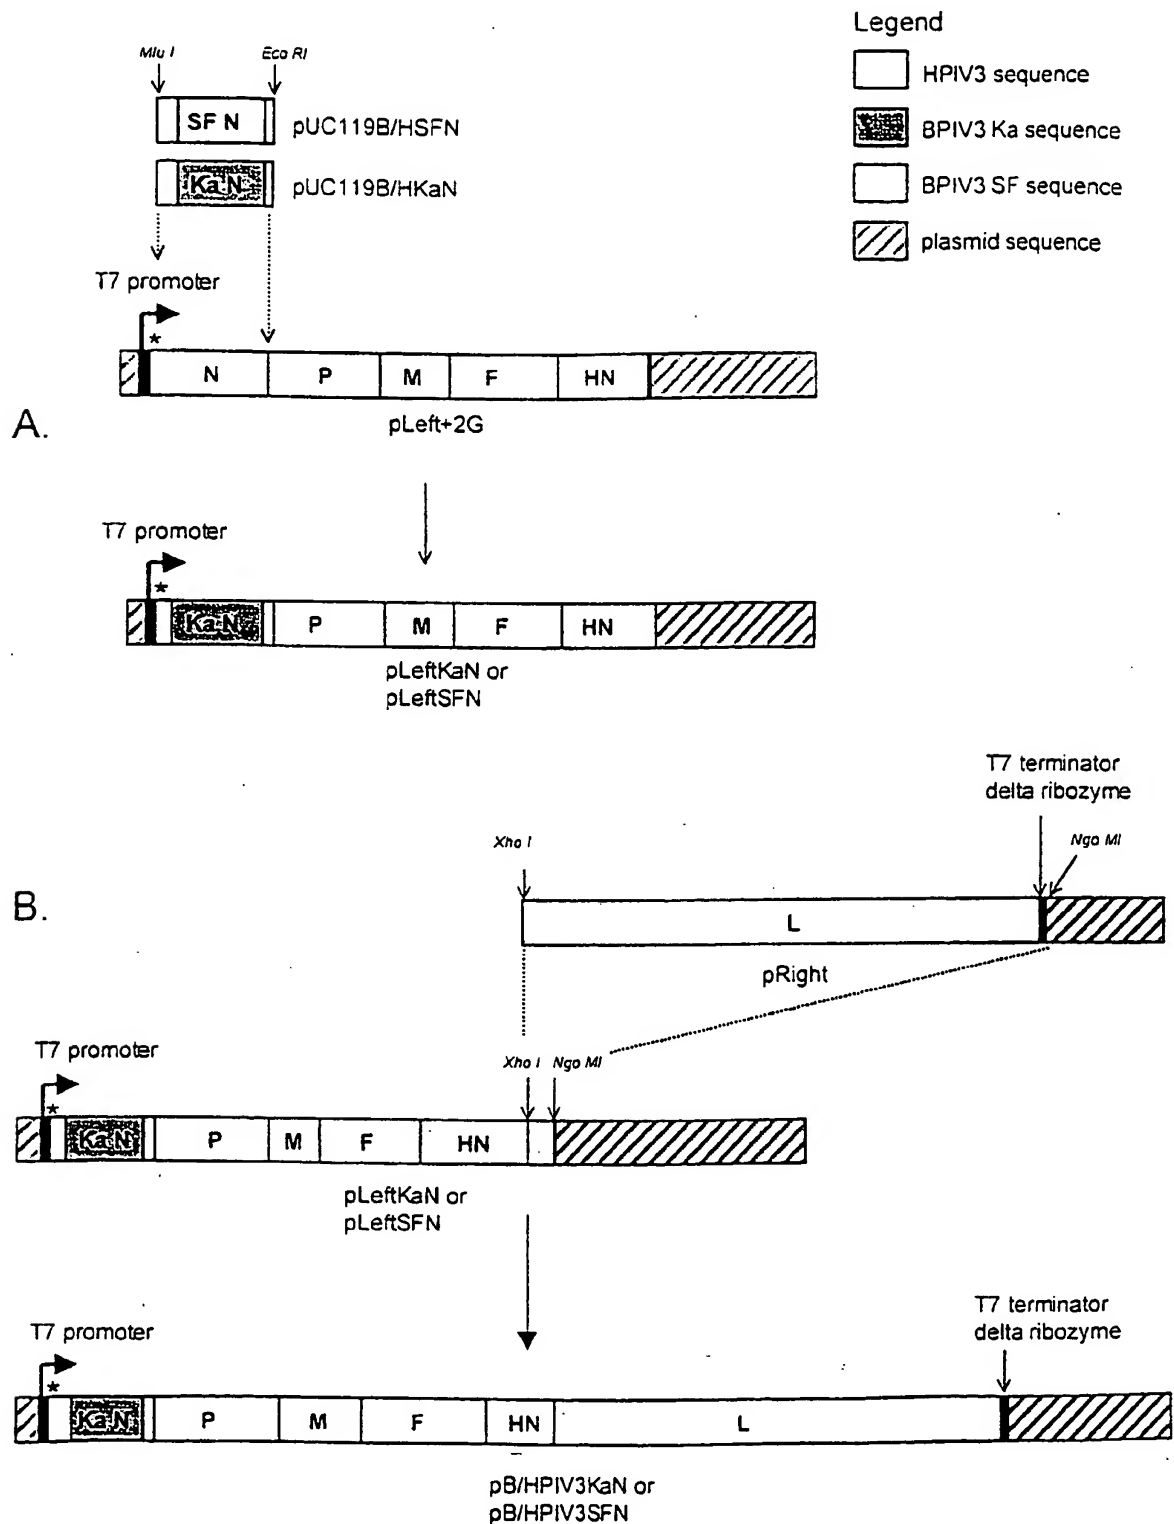 Legend
HPIV3 sequence
BPIV3 Ka sequence
BPIV3 SF sequence
plasmid sequence
Mlu I
Eco RI
SF N
pUC119B/HSFN
Ka N
pUC119B/HKaN
T7 promoter
*
N P M F HN
pLeft+2G
A.
T7 promoter
*
Ka N P M F HN
pLeftKaN or
pLeftSFN
T7 terminator
delta ribozyme
Xho I
Ngo MI
B.
L
pRight
T7 promoter
Xho I Ngo MI
*
Ka N P M F HN
pLeftKaN or
pLeftSFN
T7 terminator
delta ribozyme
T7 promoter
*
Ka N P M F HN L
pB/HPIV3KaN or
pB/HPIV3SFN